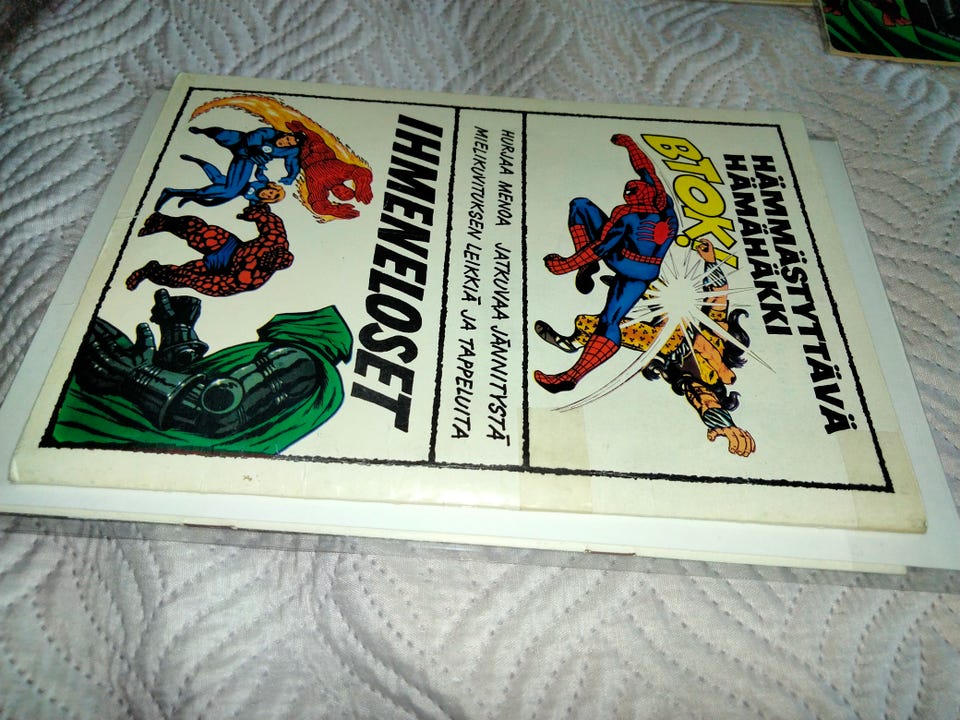 HÄMMÄSTYTTÄVÄ
HÄMÄHÄKKI
BTOK!
HURJAA MENOA JATKUVAA JÄNNITYSTÄ
MIELIKUVITUKSEN LEIKKIÄ JA TAPPELUITA
IHMENELOSET